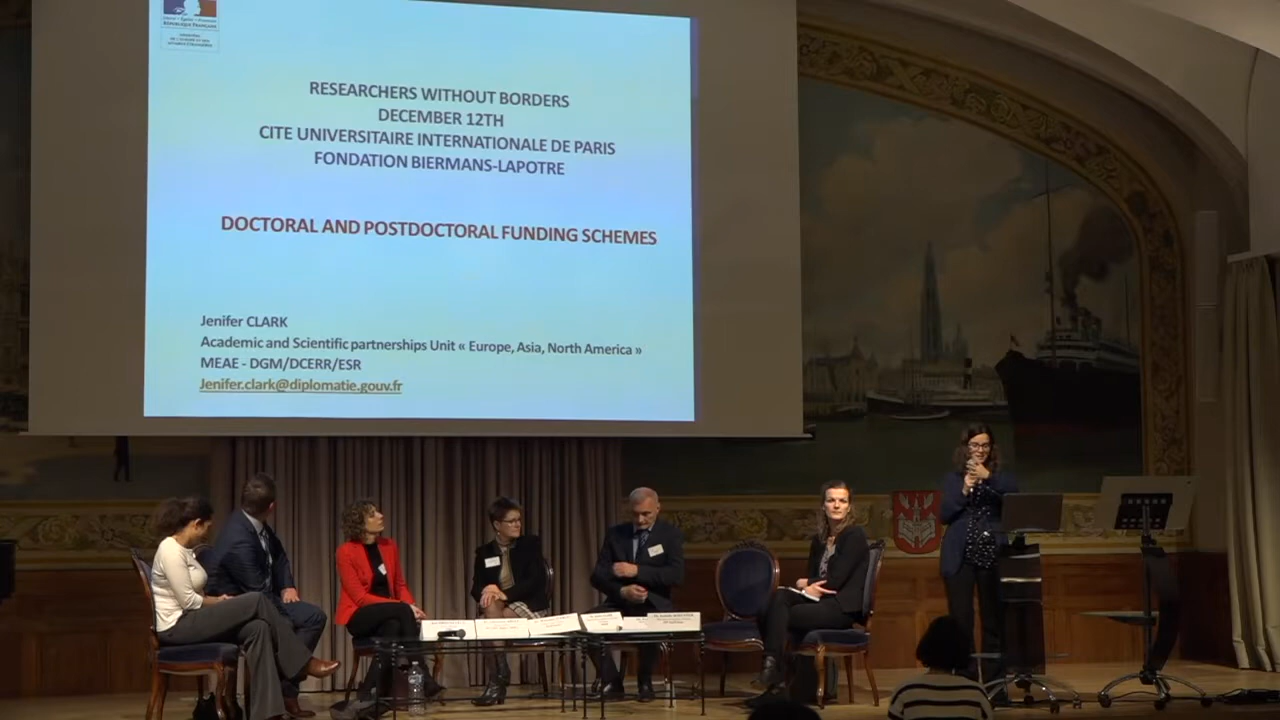 RÉPUBLIQUE FRANÇAISE
RESEARCHERS WITHOUT BORDERS
DECEMBER 12TH
CITE UNIVERSITAIRE INTERNATIONALE DE PARIS
FONDATION BIERMANS-LAPOTRE
DOCTORAL AND POSTDOCTORAL FUNDING SCHEMES
Jenifer CLARK
Academic and Scientific partnerships Unit « Europe, Asia, North America »
MEAE - DGM/DCERR/ESR
Jenifer.clark@diplomatie.gouv.fr